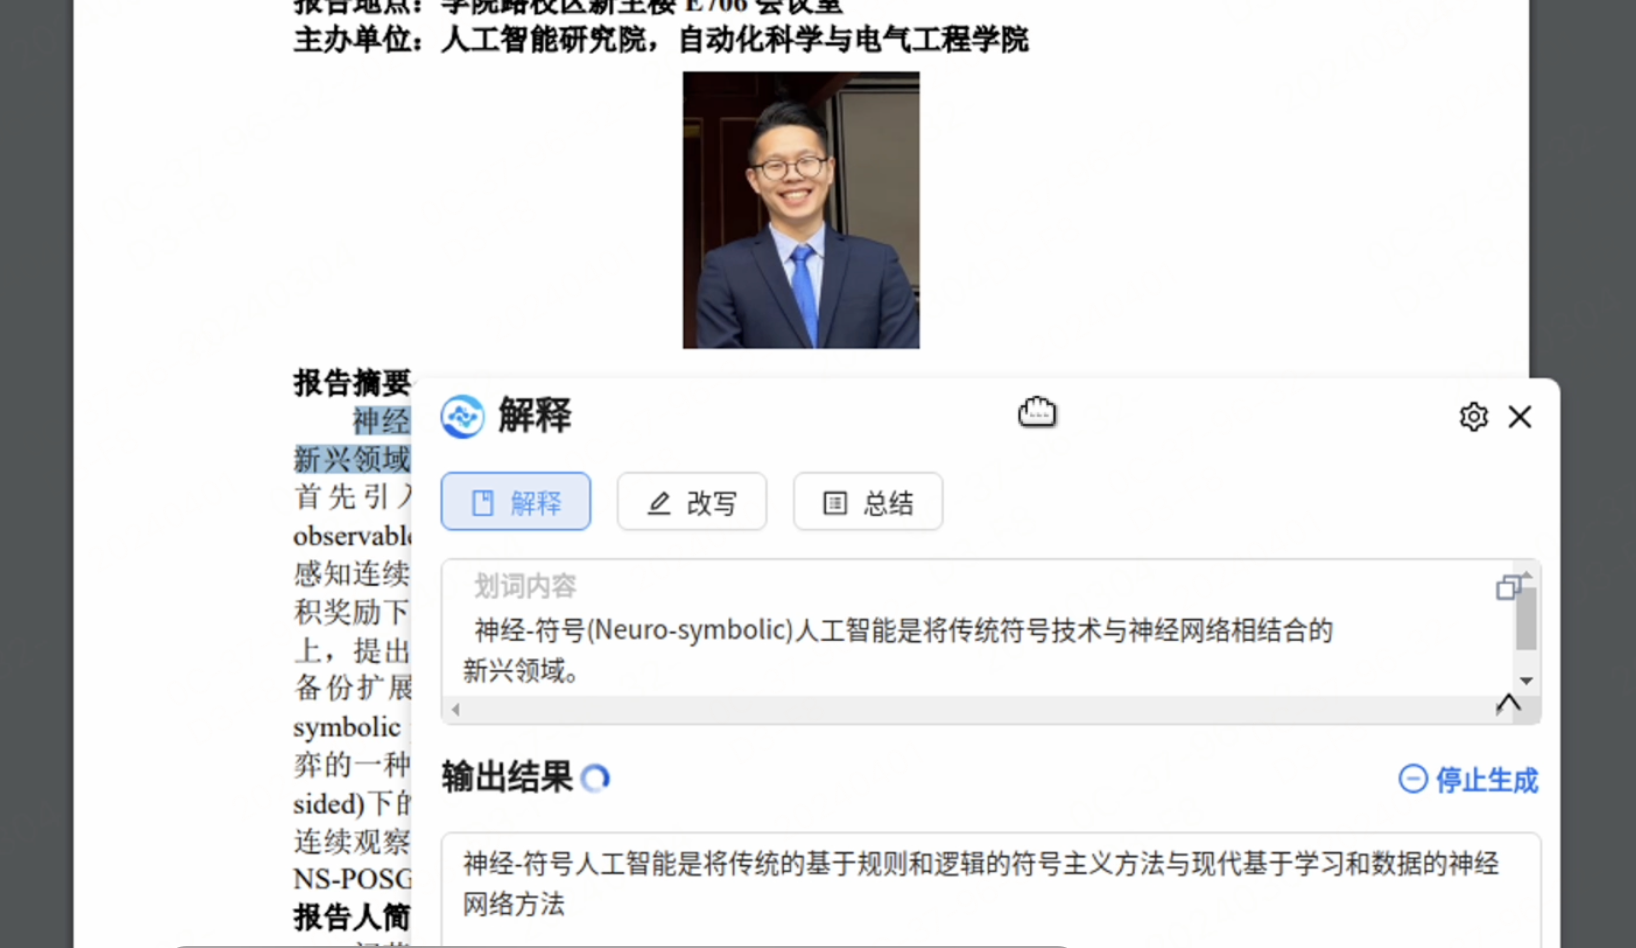 报告地点：学院路校区新主楼 E706 会议室
主办单位：人工智能研究院，自动化科学与电气工程学院
报告摘要
神经
新兴领域
首先引入
observable
感知连续
积奖励下
上，提出
备份扩展
symbolic
弈的一种
sided)下的
连续观察
NS-POSG
报告人简
解释
解释
改写
总结
划词内容
神经-符号(Neuro-symbolic)人工智能是将传统符号技术与神经网络相结合的
新兴领域。
输出结果
停止生成
神经-符号人工智能是将传统的基于规则和逻辑的符号主义方法与现代基于学习和数据的神经
网络方法